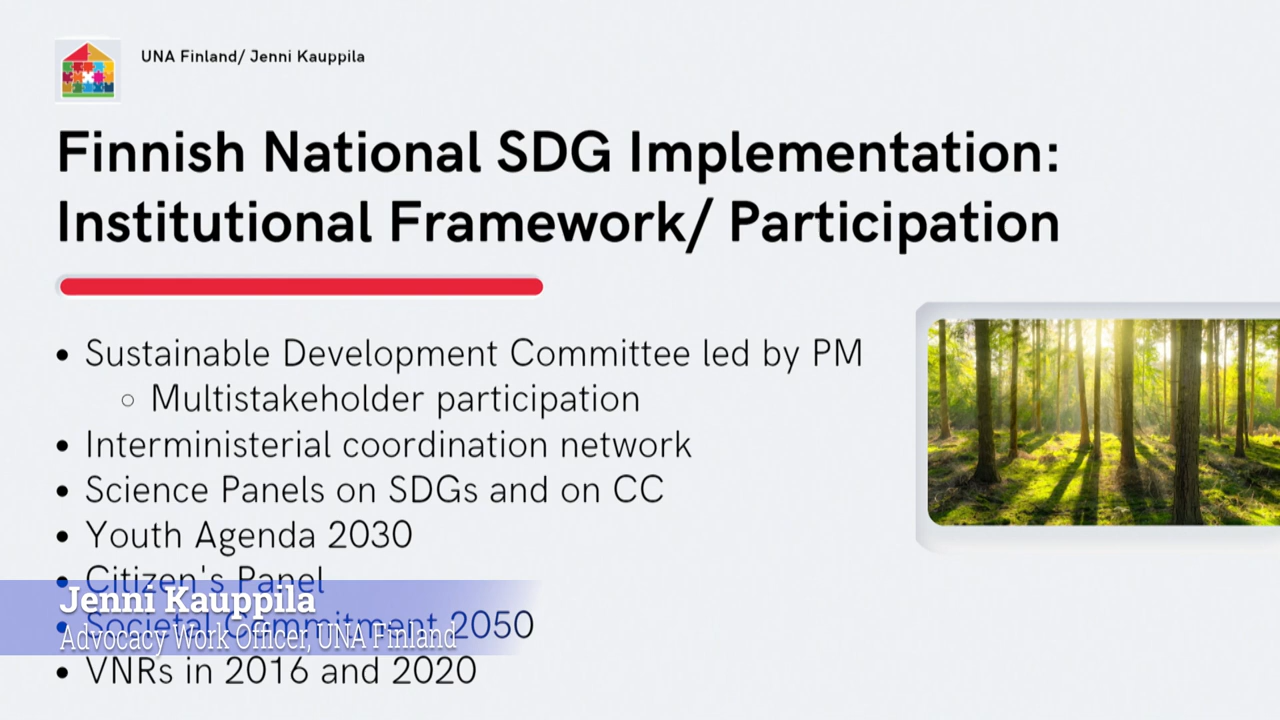 UNA Finland/ Jenni Kauppila
Finnish National SDG Implementation:
Institutional Framework/ Participation
• Sustainable Development Committee led by PM
◦ Multistakeholder participation
• Interministerial coordination network
• Science Panels on SDGs and on CC
• Youth Agenda 2030
• Citizen's Panel
Jenni Kauppila
• Societal Commitment 2050
Advocacy Work Officer, UNA Finland
• VNRs in 2016 and 2020